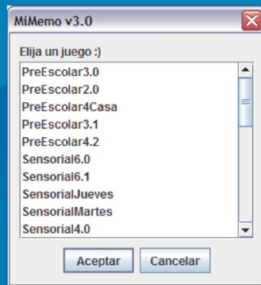 MiMemo v3.0
Elija un juego :)
PreEscolar3.0
PreEscolar2.0
PreEscolar4Casa
PreEscolar3.1
PreEscolar4.2
Sensorial6.0
Sensorial6.1
SensorialJueves
SensorialMartes
Sensorial4.0
Aceptar Cancelar